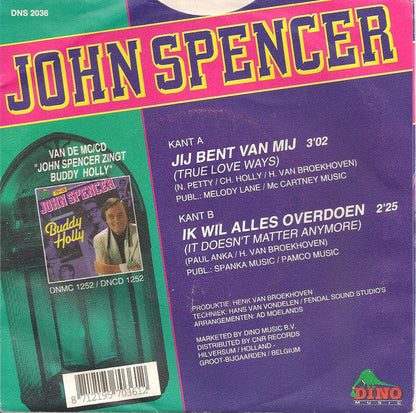 DNS 2036
JOHN SPENCER
VAN DE MC/CD
"JOHN SPENCER ZINGT
BUDDY HOLLY"
JOHN SPENCER
Buddy
Holly
DNMC 1252 / DNCD 1252
KANT A
JIJ BENT VAN MIJ 3'02
(TRUE LOVE WAYS)
(N. PETTY / CH. HOLLY / H. VAN BROEKHOVEN)
PUBL.: MELODY LANE / Mc CARTNEY MUSIC
KANT B
IK WIL ALLES OVERDOEN 2'25
(IT DOESN'T MATTER ANYMORE)
(PAUL ANKA / H. VAN BROEKHOVEN)
PUBL.: SPANKA MUSIC / PAMCO MUSIC
PRODUKTIE: HENK VAN BROEKHOVEN
TECHNIEK: HANS VAN VONDELEN / FENDAL SOUND STUDIO'S
ARRANGEMENTEN: AD MOELANDS
MARKETED BY DINO MUSIC B.V.
DISTRIBUTED BY CNR RECORDS
HILVERSUM / HOLLAND -
GROOT-BIJGAARDEN / BELGIUM
8 712195 703612
DINO
MUSIC